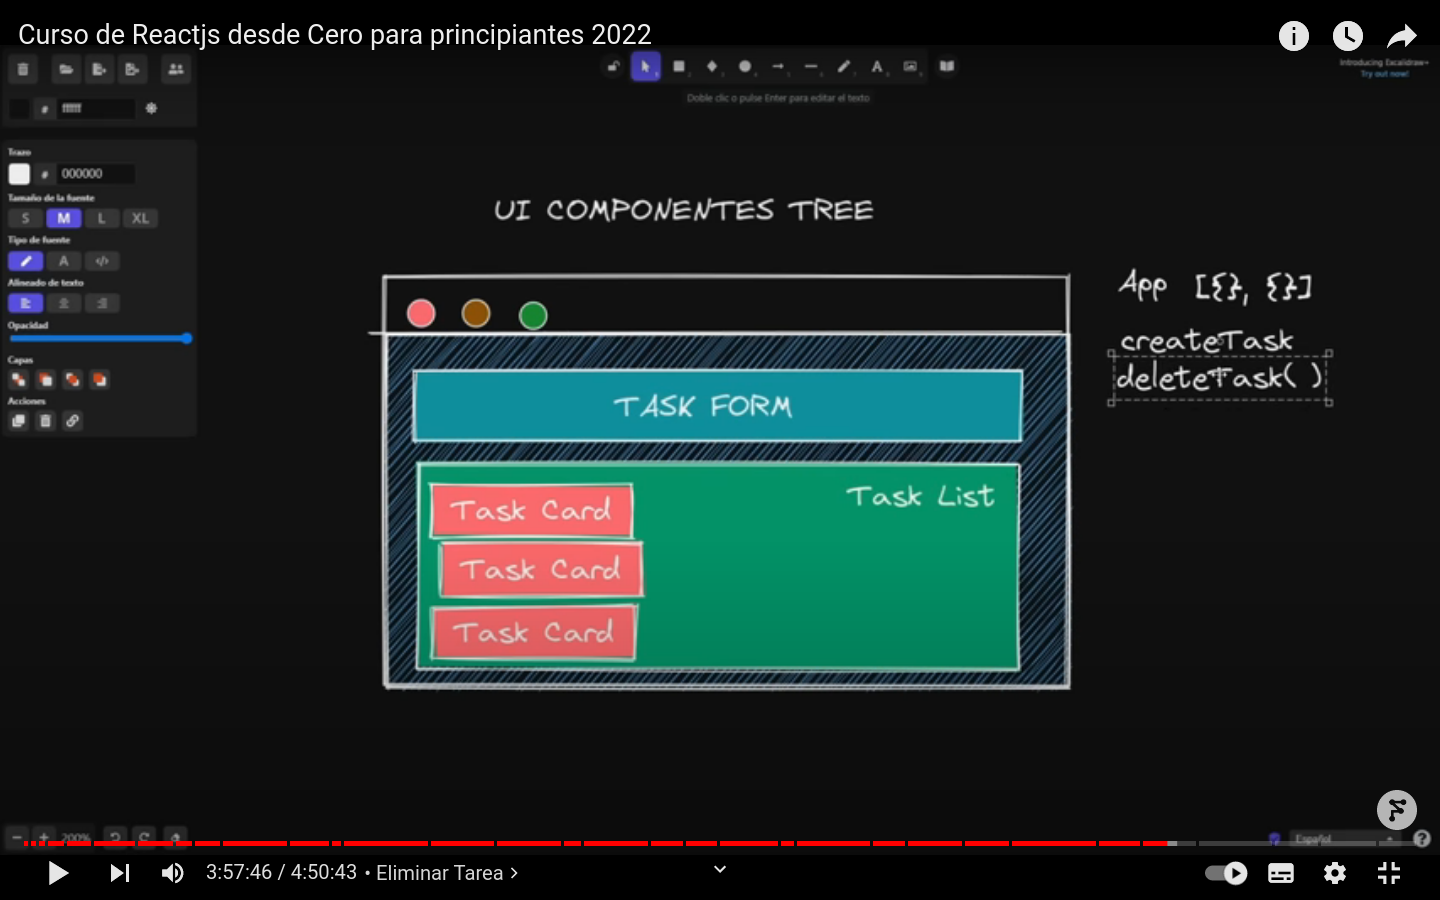 Curso de Reactjs desde Cero para principiantes 2022
Introducing Excalidraw+
Try out now!
Doble clic o pulse Enter para editar el texto
# ffffff
Trazo
# 000000
Tamaño de la fuente
S M L XL
Tipo de fuente
A </>
Alineado de texto
Opacidad
Capas
Acciones
UI COMPONENTES TREE
App [{}, {}]
createTask
deleteTask( )
TASK FORM
Task List
Task Card
Task Card
Task Card
200%
Español
3:57:46 / 4:50:43 • Eliminar Tarea >